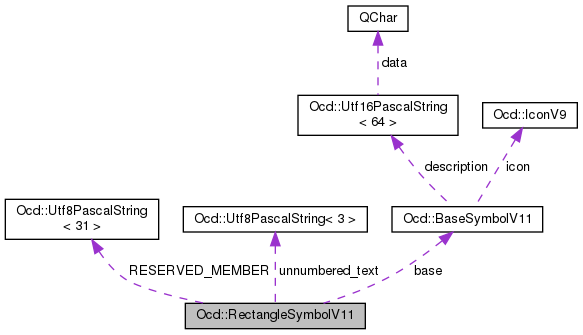 QChar
data
Ocd::Utf16PascalString
< 64 >
Ocd::IconV9
description
icon
Ocd::Utf8PascalString
< 31 >
Ocd::Utf8PascalString< 3 >
Ocd::BaseSymbolV11
RESERVED_MEMBER
unnumbered_text
base
Ocd::RectangleSymbolV11